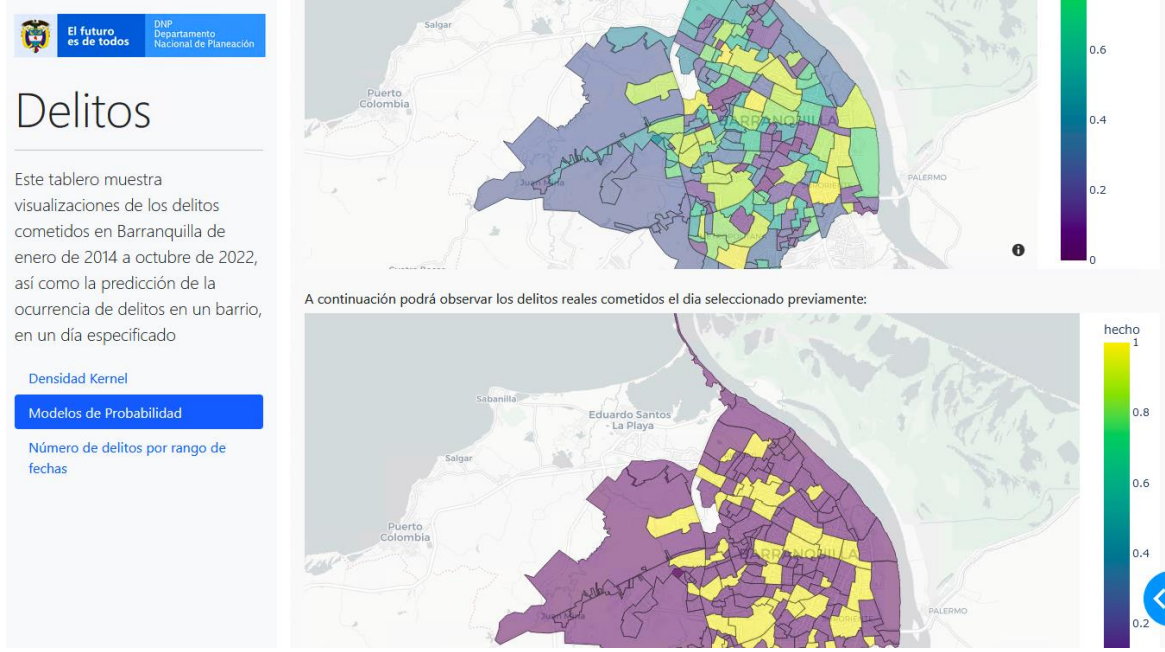 El futuro
es de todos
DNP
Departamento
Nacional de Planeación
Delitos
Este tablero muestra
visualizaciones de los delitos
cometidos en Barranquilla de
enero de 2014 a octubre de 2022,
así como la predicción de la
ocurrencia de delitos en un barrio,
en un día especificado
Densidad Kernel
Modelos de Probabilidad
Número de delitos por rango de
fechas
Salgar
Puerto
Colombia
BARRANQUILLA
Juan Mina
PALERMO
0.6
0.4
0.2
0
A continuación podrá observar los delitos reales cometidos el dia seleccionado previamente:
hecho
1
0.8
0.6
0.4
0.2
Sabanilla
Eduardo Santos
- La Playa
Salgar
Puerto
Colombia
BARRANQUILLA
Juan Mina
PALERMO